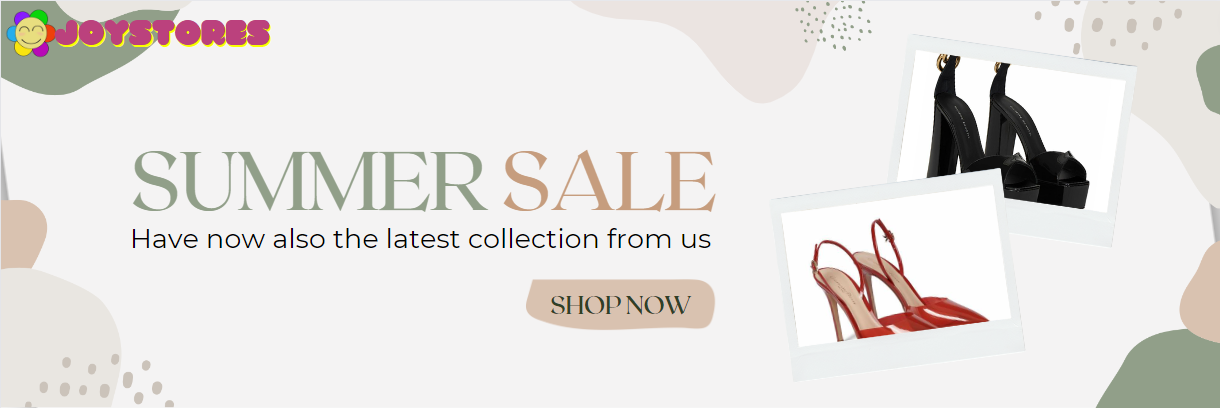 JOYSTORES
SUMMER SALE
Have now also the latest collection from us
SHOP NOW